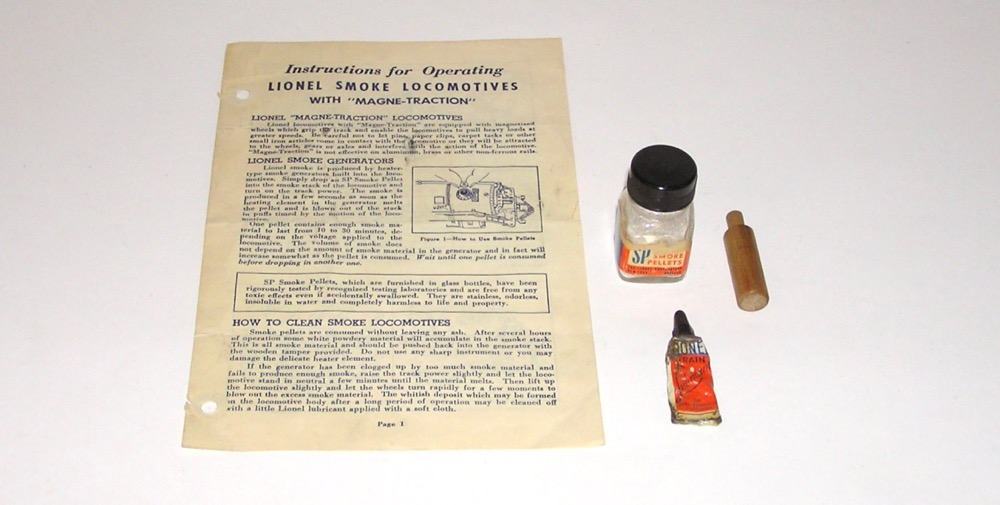 Instructions for Operating
LIONEL SMOKE LOCOMOTIVES
WITH "MAGNE-TRACTION"
LIONEL "MAGNE-TRACTION" LOCOMOTIVES
Lionel locomotives with "Magne-Traction" are equipped with magnetized
wheels which grip the track and enable the locomotives to pull heavy loads at
greater speeds. Be careful not to let pins, paper clips, carpet tacks or other
small iron articles come in contact with the locomotive or they will be attracted
to the wheels, gears or axles and interfere with the action of the locomotive.
"Magne-Traction" is not effective on aluminum, brass or other non-ferrous rails.
LIONEL SMOKE GENERATORS
Lionel smoke is produced by heater-
type smoke generators built into the loco-
motives. Simply drop an SP Smoke Pellet
into the smoke stack of the locomotive and
turn on the track power. The smoke is
produced in a few seconds as soon as the
heating element in the generator melts
the pellet and is blown out of the stack
in puffs timed by the motion of the loco-
motive.
One pellet contains enough smoke ma-
terial to last from 10 to 30 minutes, de-
pending on the voltage applied to the
locomotive. The volume of smoke does
Figure 1—How to Use Smoke Pellets
not depend on the amount of smoke material in the generator and in fact will
increase somewhat as the pellet is consumed. Wait until one pellet is consumed
before dropping in another one.
SP Smoke Pellets, which are furnished in glass bottles, have been
rigorously tested by recognized testing laboratories and are free from any
toxic effects even if accidentally swallowed. They are stainless, odorless,
insoluble in water and completely harmless to life and property.
HOW TO CLEAN SMOKE LOCOMOTIVES
Smoke pellets are consumed without leaving any ash. After several hours
of operation some white powdery material will accumulate in the smoke stack.
This is all smoke material and should be pushed back into the generator with
the wooden tamper provided. Do not use any sharp instrument or you may
damage the delicate heater element.
If the generator has been clogged up by too much smoke material and
fails to produce enough smoke, raise the track power slightly and let the loco-
motive stand in neutral a few minutes until the material melts. Then lift up
the locomotive slightly and let the wheels turn rapidly for a few moments to
blow out the excess smoke material. The whitish deposit which may be formed
on the locomotive body after a long period of operation may be cleaned off
with a little Lionel lubricant applied with a soft cloth.
Page 1
SP SMOKE
PELLETS